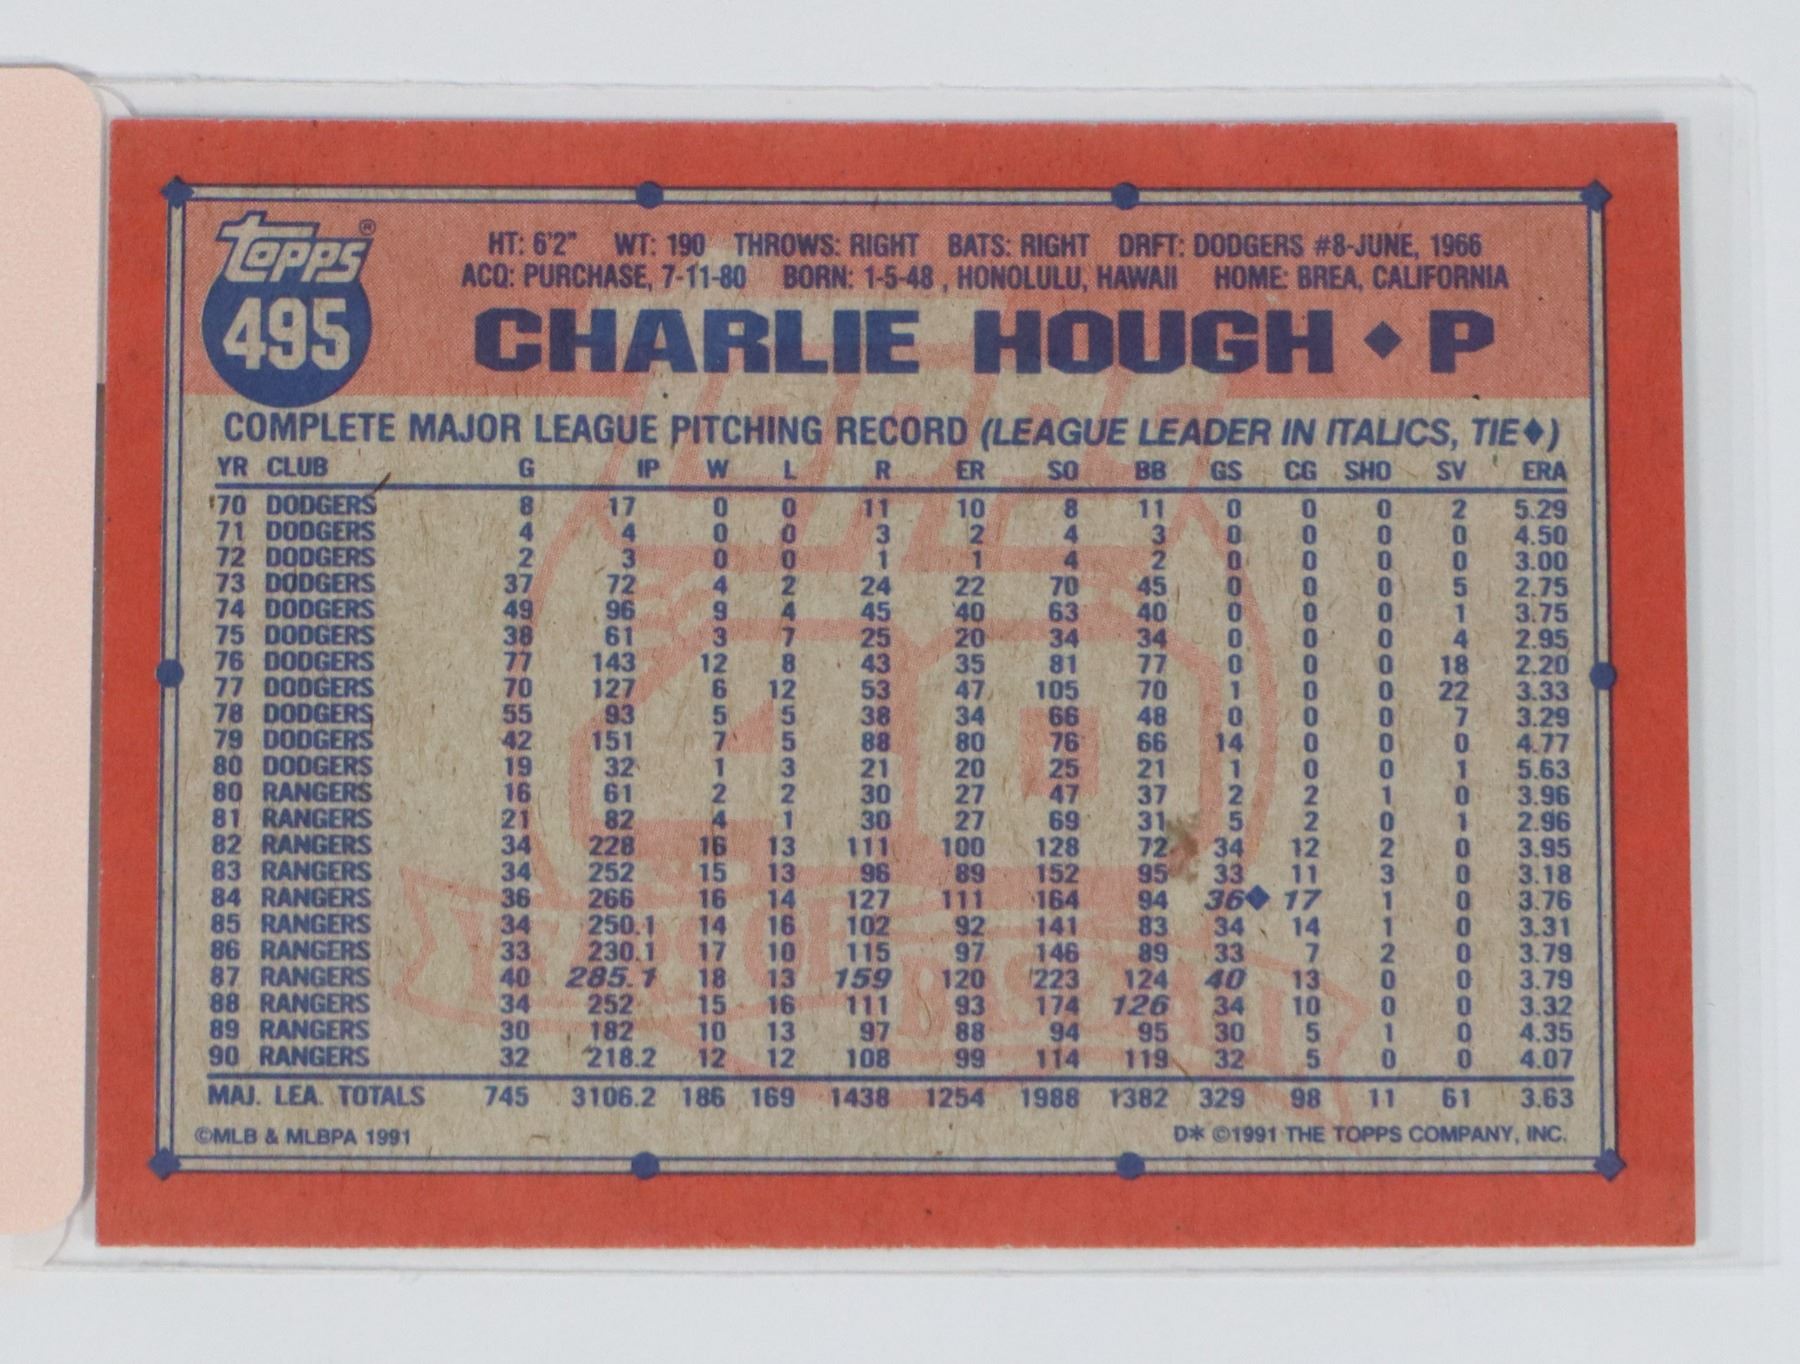 topps®
495
HT: 6'2" WT: 190 THROWS: RIGHT BATS: RIGHT DRFT: DODGERS #8-JUNE, 1966
ACQ: PURCHASE, 7-11-80 BORN: 1-5-48 , HONOLULU, HAWAII HOME: BREA, CALIFORNIA
CHARLIE HOUGH ◆ P
COMPLETE MAJOR LEAGUE PITCHING RECORD (LEAGUE LEADER IN ITALICS, TIE◆)
YR CLUB G IP W L R ER SO BB GS CG SHO SV ERA
'70 DODGERS 8 17 0 0 11 10 8 11 0 0 0 2 5.29
71 DODGERS 4 4 0 0 3 2 4 3 0 0 0 0 4.50
72 DODGERS 2 3 0 0 1 1 4 2 0 0 0 0 3.00
73 DODGERS 37 72 4 2 24 22 70 45 0 0 0 5 2.75
74 DODGERS 49 96 9 4 45 40 63 40 0 0 0 1 3.75
75 DODGERS 38 61 3 7 25 20 34 34 0 0 0 4 2.95
76 DODGERS 77 143 12 8 43 35 81 77 0 0 0 18 2.20
77 DODGERS 70 127 6 12 53 47 105 70 1 0 0 22 3.33
78 DODGERS 55 93 5 5 38 34 66 48 0 0 0 7 3.29
79 DODGERS 42 151 7 5 88 80 76 66 14 0 0 0 4.77
80 DODGERS 19 32 1 3 21 20 25 21 1 0 0 1 5.63
80 RANGERS 16 61 2 2 30 27 47 37 2 2 1 0 3.96
81 RANGERS 21 82 4 1 30 27 69 31 5 2 0 1 2.96
82 RANGERS 34 228 16 13 111 100 128 72 34 12 2 0 3.95
83 RANGERS 34 252 15 13 96 89 152 95 33 11 3 0 3.18
84 RANGERS 36 266 16 14 127 111 164 94 36◆ 17 1 0 3.76
85 RANGERS 34 250.1 14 16 102 92 141 83 34 14 1 0 3.31
86 RANGERS 33 230.1 17 10 115 97 146 89 33 7 2 0 3.79
87 RANGERS 40 285.1 18 13 159 120 223 124 40 13 0 0 3.79
88 RANGERS 34 252 15 16 111 93 174 126 34 10 0 0 3.32
89 RANGERS 30 182 10 13 97 88 94 95 30 5 1 0 4.35
90 RANGERS 32 218.2 12 12 108 99 114 119 32 5 0 0 4.07
MAJ. LEA. TOTALS 745 3106.2 186 169 1438 1254 1988 1382 329 98 11 61 3.63
©MLB & MLBPA 1991 D* ©1991 THE TOPPS COMPANY, INC.
TOPPS
40
YEARS OF
BASEBALL